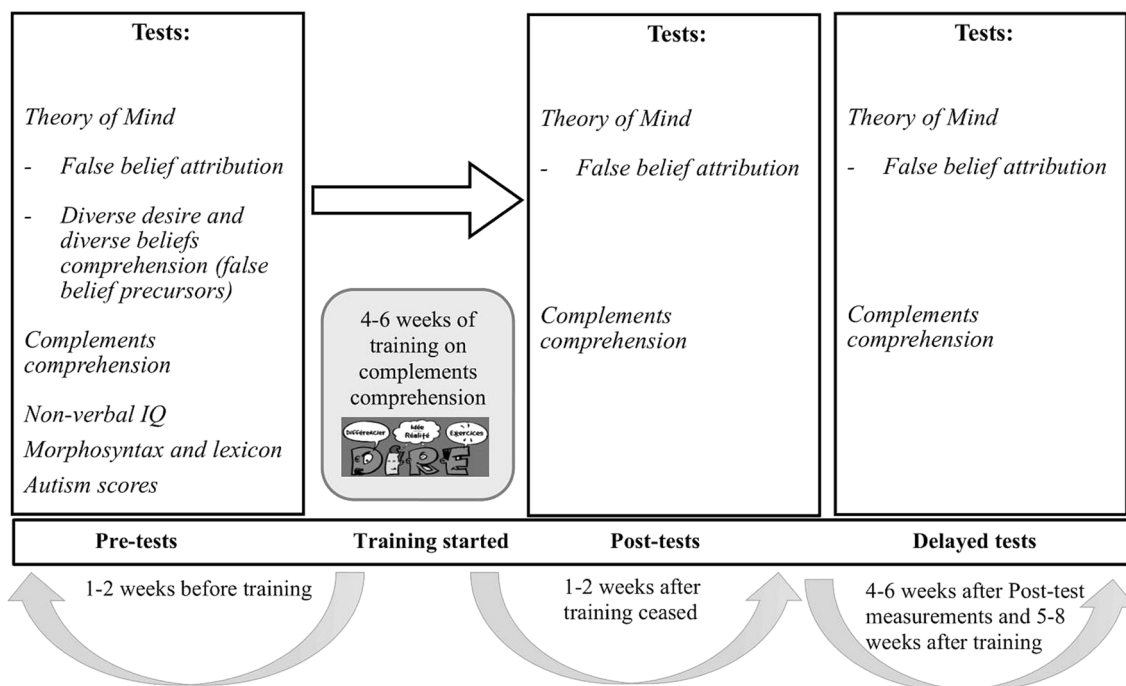 Tests:
Theory of Mind
- False belief attribution
- Diverse desire and
diverse beliefs
comprehension (false
belief precursors)
Complements
comprehension
Non-verbal IQ
Morphosyntax and lexicon
Autism scores
4-6 weeks of
training on
complements
comprehension
Différencier
Idée
Réalité
Exercices
DIRE
Tests:
Theory of Mind
- False belief attribution
Complements
comprehension
Tests:
Theory of Mind
- False belief attribution
Complements
comprehension
Pre-tests
Training started
Post-tests
Delayed tests
1-2 weeks before training
1-2 weeks after
training ceased
4-6 weeks after Post-test
measurements and 5-8
weeks after training